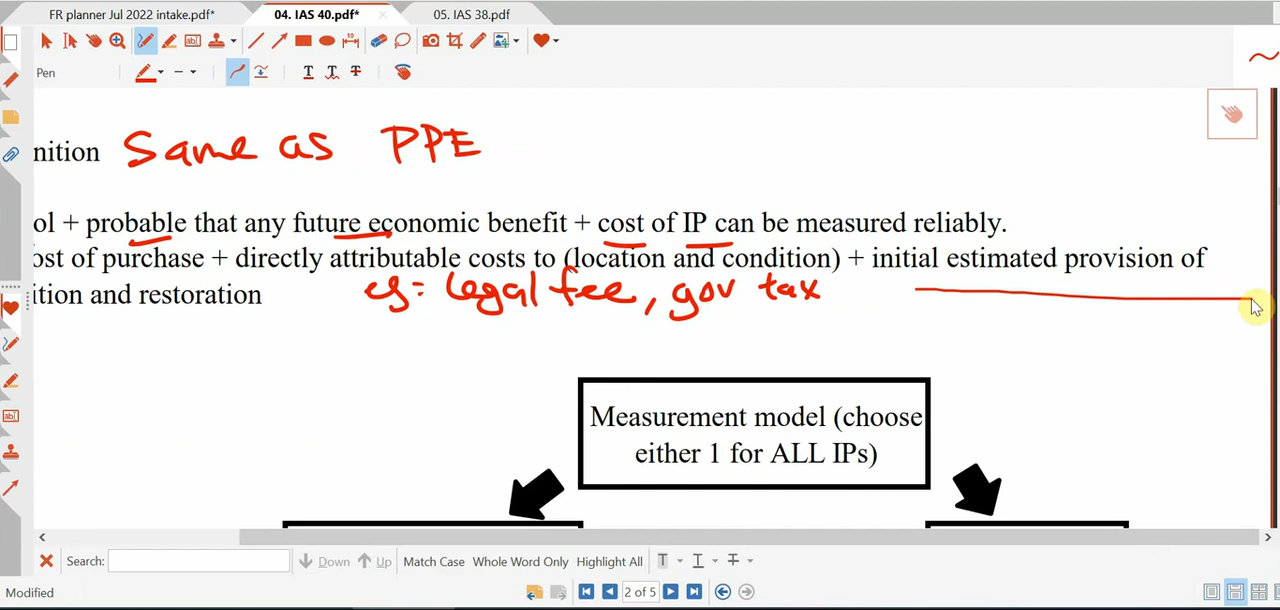 FR planner Jul 2022 intake.pdf* 04. IAS 40.pdf* 05. IAS 38.pdf
Pen
nition Same as PPE
ol + probable that any future economic benefit + cost of IP can be measured reliably.
ost of purchase + directly attributable costs to (location and condition) + initial estimated provision of
ition and restoration eg: legal fee, gov tax
Measurement model (choose
either 1 for ALL IPs)
Search: Down Up Match Case Whole Word Only Highlight All
Modified 2 of 5